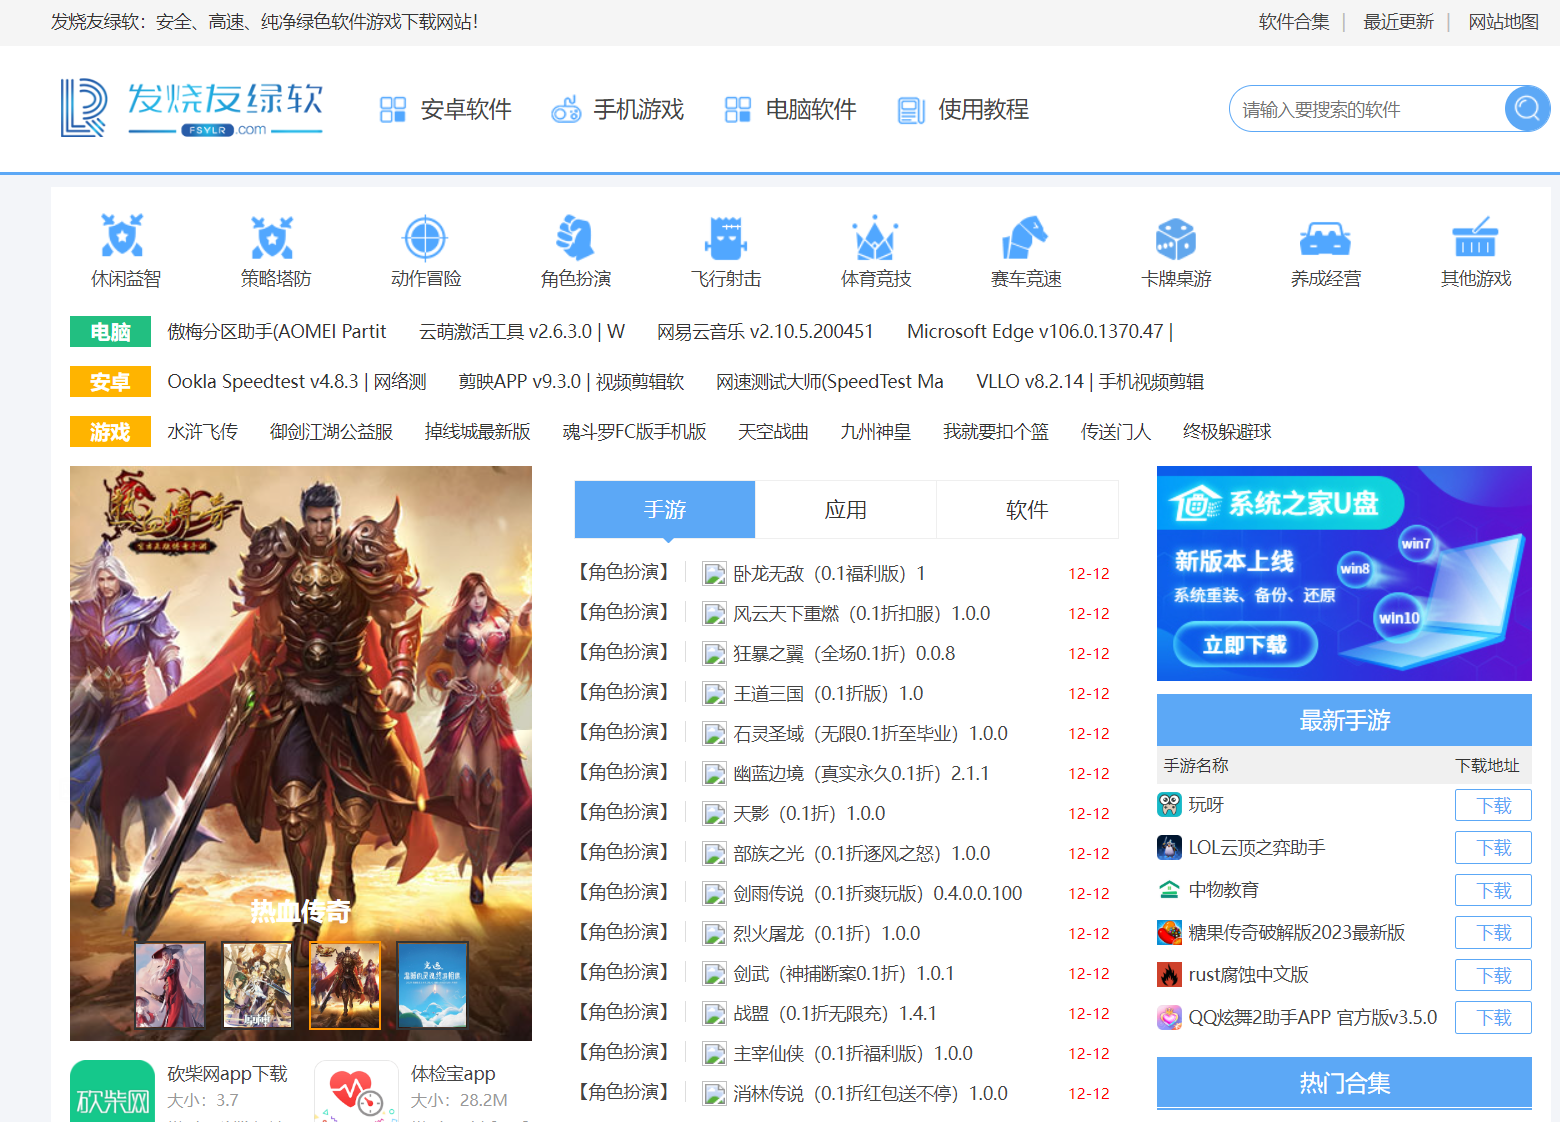 发烧友绿软：安全、高速、纯净绿色软件游戏下载网站！
软件合集 | 最近更新 | 网站地图
发烧友绿软
FSYLR.com
安卓软件 手机游戏 电脑软件 使用教程
请输入要搜索的软件
休闲益智 策略塔防 动作冒险 角色扮演 飞行射击 体育竞技 赛车竞速 卡牌桌游 养成经营 其他游戏
电脑 傲梅分区助手(AOMEI Partit 云萌激活工具 v2.6.3.0 | W 网易云音乐 v2.10.5.200451 Microsoft Edge v106.0.1370.47 |
安卓 Ookla Speedtest v4.8.3 | 网络测 剪映APP v9.3.0 | 视频剪辑软 网速测试大师(SpeedTest Ma VLLO v8.2.14 | 手机视频剪辑
游戏 水浒飞传 御剑江湖公益服 掉线城最新版 魂斗罗FC版手机版 天空战曲 九州神皇 我就要扣个篮 传送门人 终极躲避球
热血传奇
热血传奇
原神
光遇
手游 应用 软件
【角色扮演】 卧龙无敌（0.1福利版）1 12-12
【角色扮演】 风云天下重燃（0.1折扣服）1.0.0 12-12
【角色扮演】 狂暴之翼（全场0.1折）0.0.8 12-12
【角色扮演】 王道三国（0.1折版）1.0 12-12
【角色扮演】 石灵圣域（无限0.1折至毕业）1.0.0 12-12
【角色扮演】 幽蓝边境（真实永久0.1折）2.1.1 12-12
【角色扮演】 天影（0.1折）1.0.0 12-12
【角色扮演】 部族之光（0.1折逐风之怒）1.0.0 12-12
【角色扮演】 剑雨传说（0.1折爽玩版）0.4.0.0.100 12-12
【角色扮演】 烈火屠龙（0.1折）1.0.0 12-12
【角色扮演】 剑武（神捕断案0.1折）1.0.1 12-12
【角色扮演】 战盟（0.1折无限充）1.4.1 12-12
【角色扮演】 主宰仙侠（0.1折福利版）1.0.0 12-12
【角色扮演】 消林传说（0.1折红包送不停）1.0.0 12-12
系统之家U盘
新版本上线
系统重装、备份、还原
立即下载
win7
win8
win10
最新手游
手游名称 下载地址
玩呀 下载
LOL云顶之弈助手 下载
中物教育 下载
糖果传奇破解版2023最新版 下载
rust腐蚀中文版 下载
QQ炫舞2助手APP 官方版v3.5.0 下载
热门合集
砍柴网
砍柴网app下载
大小：3.7
体检宝app
大小：28.2M